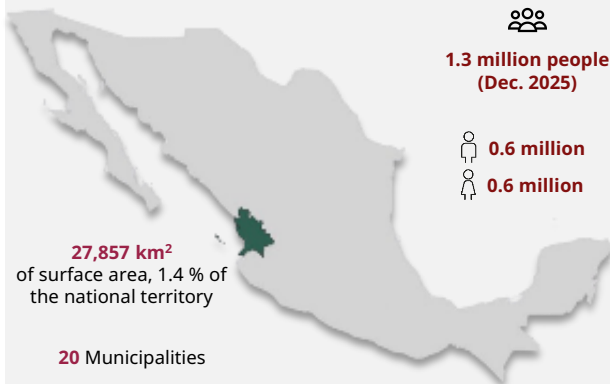 1.3 million people
(Dec. 2025)
0.6 million
0.6 million
27,857 km²
of surface area, 1.4 % of
the national territory
20 Municipalities